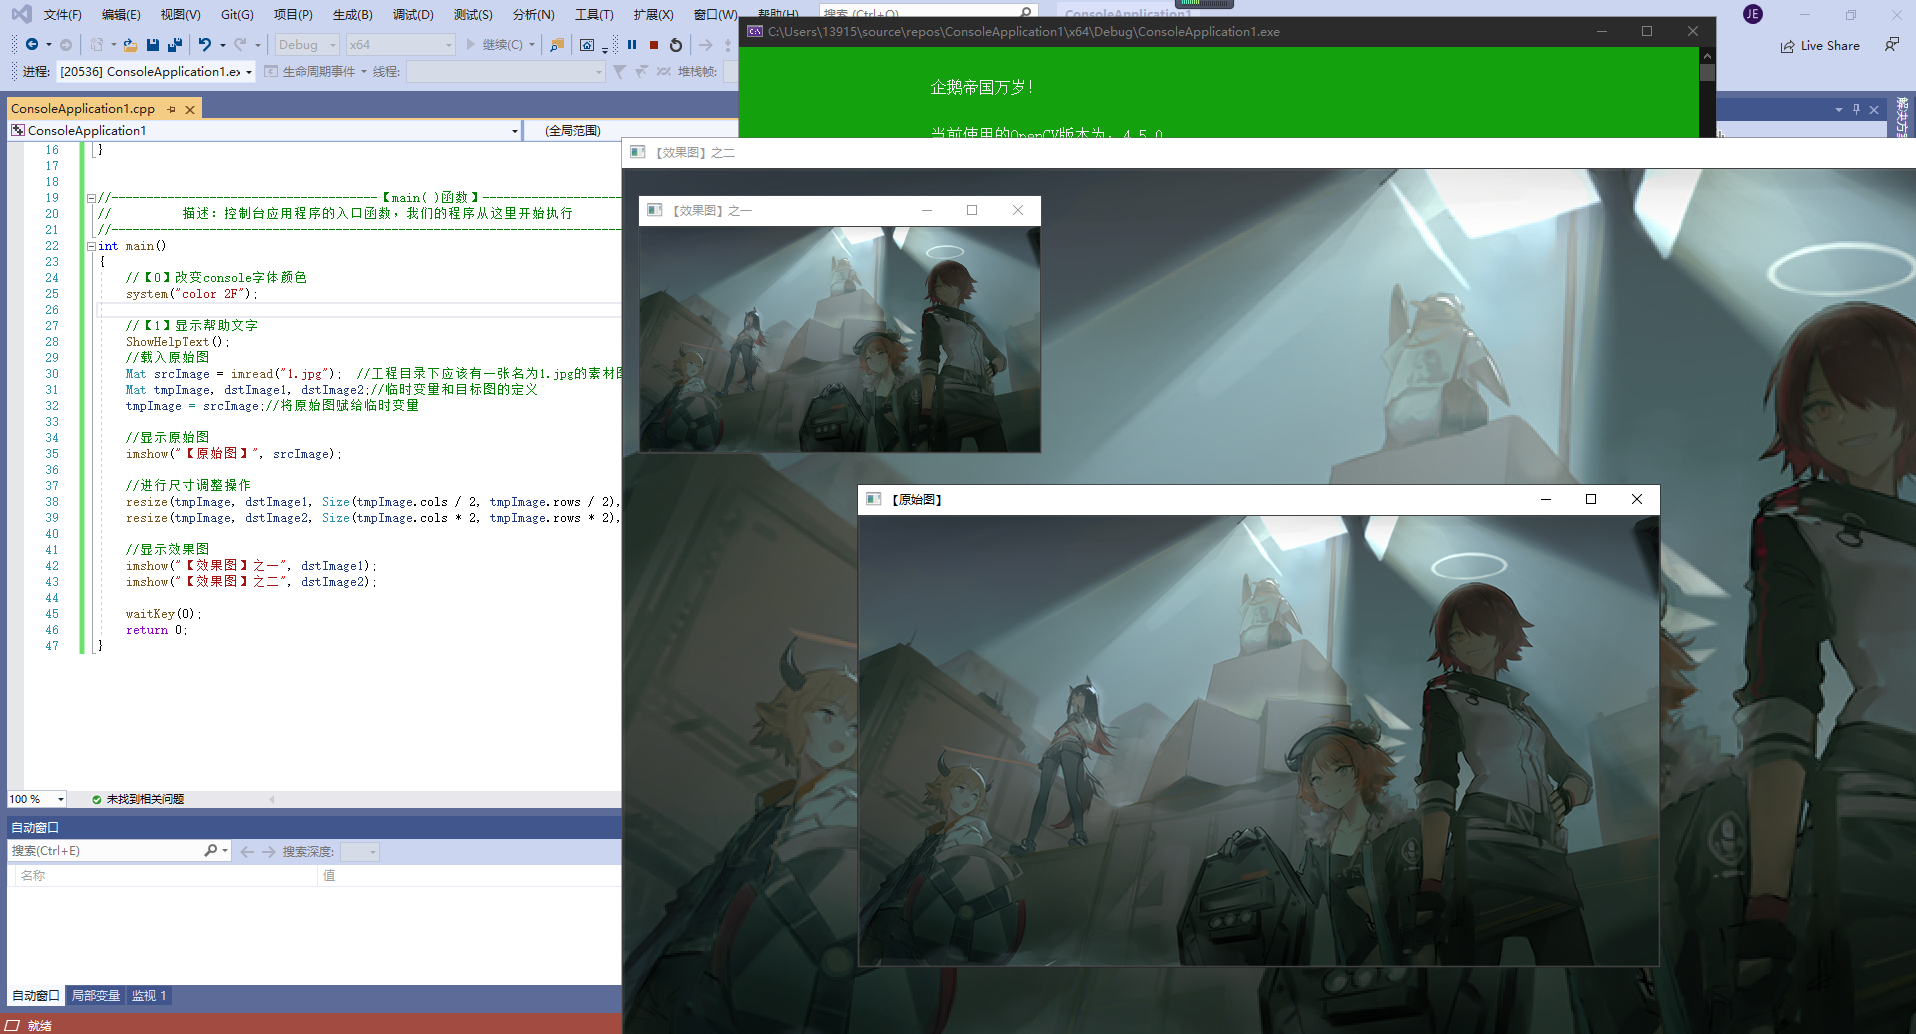 文件(F) 编辑(E) 视图(V) Git(G) 项目(P) 生成(B) 调试(D) 测试(S) 分析(N) 工具(T) 扩展(X) 窗口(W) 帮助(H) 搜索 (Ctrl+Q) ConsoleApplication1 JE
Debug x64 继续(C) Live Share
进程: [20536] ConsoleApplication1.ex 生命周期事件 线程: 堆栈帧:
C:\Users\13915\source\repos\ConsoleApplication1\x64\Debug\ConsoleApplication1.exe
企鹅帝国万岁!
当前使用的OpenCV版本为: 4.5.0
ConsoleApplication1.cpp
ConsoleApplication1 (全局范围)
16 }
17
18
19 //--------------------------------------【main( )函数】--------------------
20 // 描述：控制台应用程序的入口函数，我们的程序从这里开始执行
21 //-------------------------------------------------------------------------
22 int main()
23 {
24 //【0】改变console字体颜色
25 system("color 2F");
26
27 //【1】显示帮助文字
28 ShowHelpText();
29 //载入原始图
30 Mat srcImage = imread("1.jpg"); //工程目录下应该有一张名为1.jpg的素材图
31 Mat tmpImage, dstImage1, dstImage2;//临时变量和目标图的定义
32 tmpImage = srcImage;//将原始图赋给临时变量
33
34 //显示原始图
35 imshow("【原始图】", srcImage);
36
37 //进行尺寸调整操作
38 resize(tmpImage, dstImage1, Size(tmpImage.cols / 2, tmpImage.rows / 2),
39 resize(tmpImage, dstImage2, Size(tmpImage.cols * 2, tmpImage.rows * 2),
40
41 //显示效果图
42 imshow("【效果图】之一", dstImage1);
43 imshow("【效果图】之二", dstImage2);
44
45 waitKey(0);
46 return 0;
47 }
【效果图】之二
【效果图】之一
【原始图】
100 % 未找到相关问题
自动窗口
搜索(Ctrl+E) 搜索深度:
名称 值
自动窗口 局部变量 监视 1
就绪